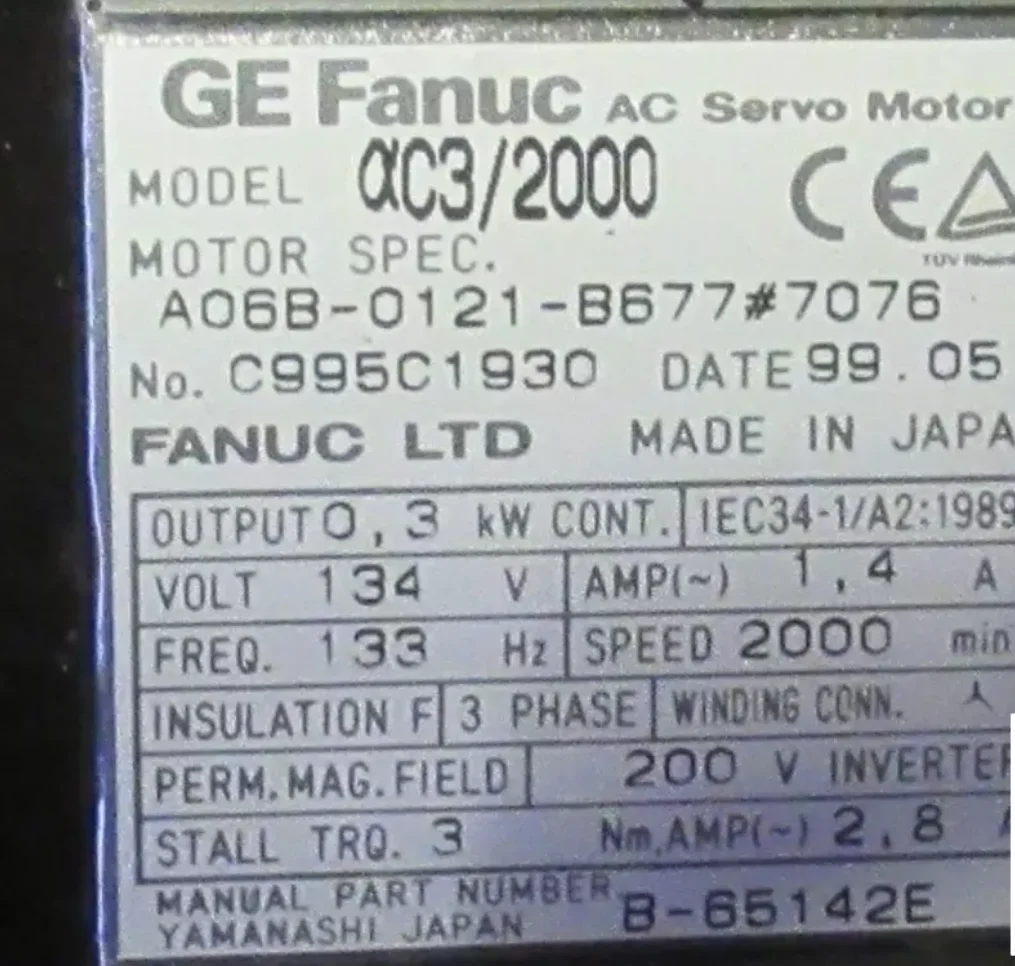 GE Fanuc AC Servo Motor
MODEL αC3/2000
CE
TÜV
MOTOR SPEC.
A06B-0121-B677#7076
No. C995C1930 DATE 99.05
FANUC LTD MADE IN JAPA
OUTPUT 0,3 kW CONT. IEC34-1/A2:1989
VOLT 134 V AMP(~) 1,4 A
FREQ. 133 Hz SPEED 2000 min
INSULATION F 3 PHASE WINDING CONN.
PERM.MAG.FIELD 200 V INVERTER
STALL TRQ. 3 Nm,AMP(~) 2,8
MANUAL PART NUMBER B-65142E
YAMANASHI JAPAN